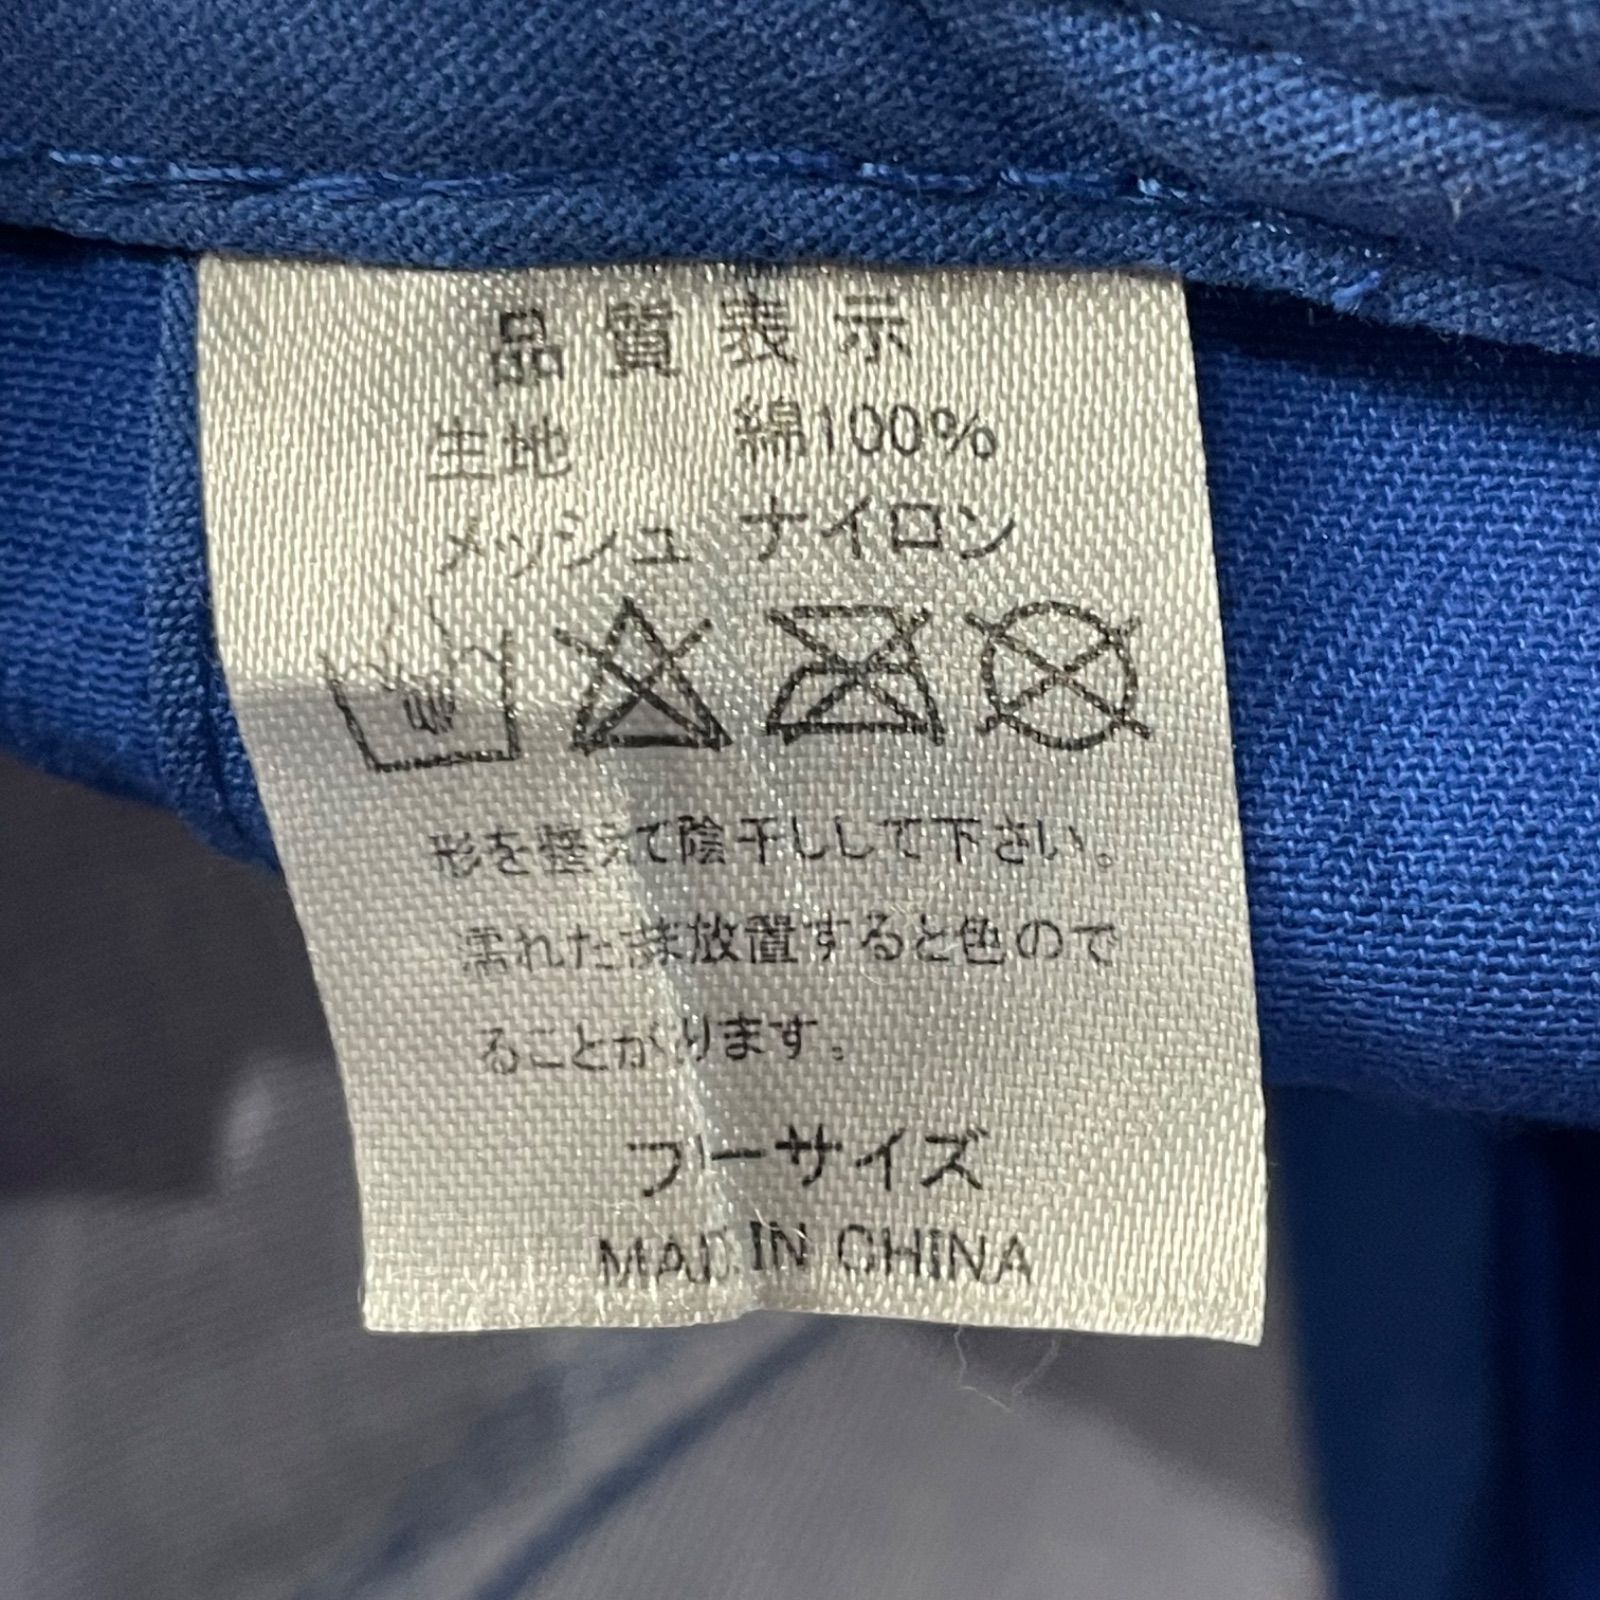 品質表示
生地 綿100%
メッシュ ナイロン
形を整えて陰干ししして下さい。
濡れたまま放置すると色ので
ることがります。
フリーサイズ
MADE IN CHINA